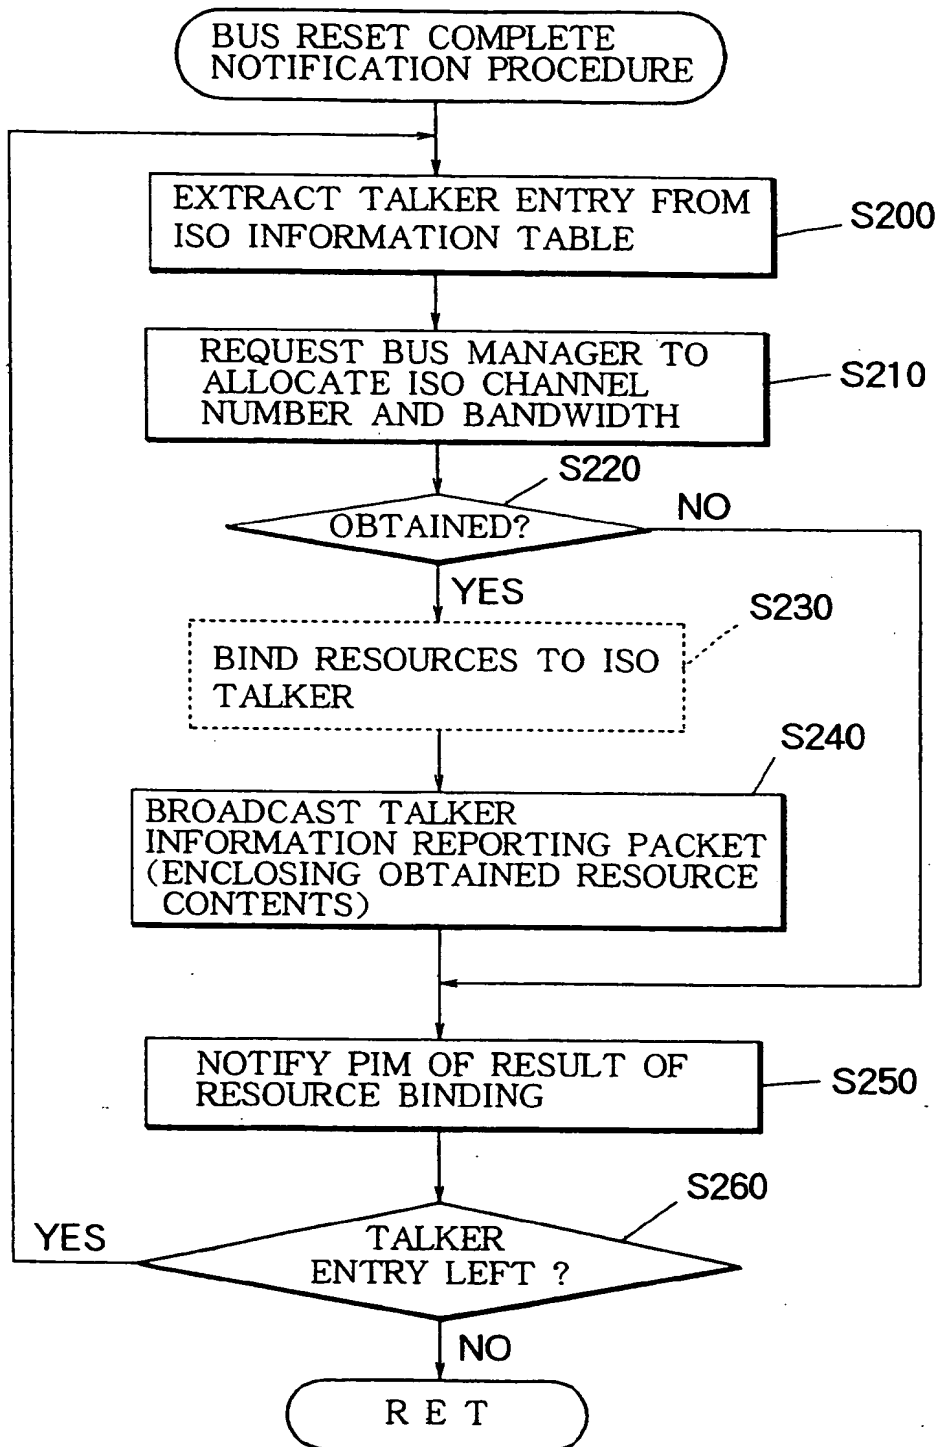 BUS RESET COMPLETE
NOTIFICATION PROCEDURE
EXTRACT TALKER ENTRY FROM
ISO INFORMATION TABLE
S200
REQUEST BUS MANAGER TO
ALLOCATE ISO CHANNEL
NUMBER AND BANDWIDTH
S210
S220
OBTAINED?
NO
YES
S230
BIND RESOURCES TO ISO
TALKER
S240
BROADCAST TALKER
INFORMATION REPORTING PACKET
(ENCLOSING OBTAINED RESOURCE
CONTENTS)
NOTIFY PIM OF RESULT OF
RESOURCE BINDING
S250
S260
YES
TALKER
ENTRY LEFT ?
NO
R E T